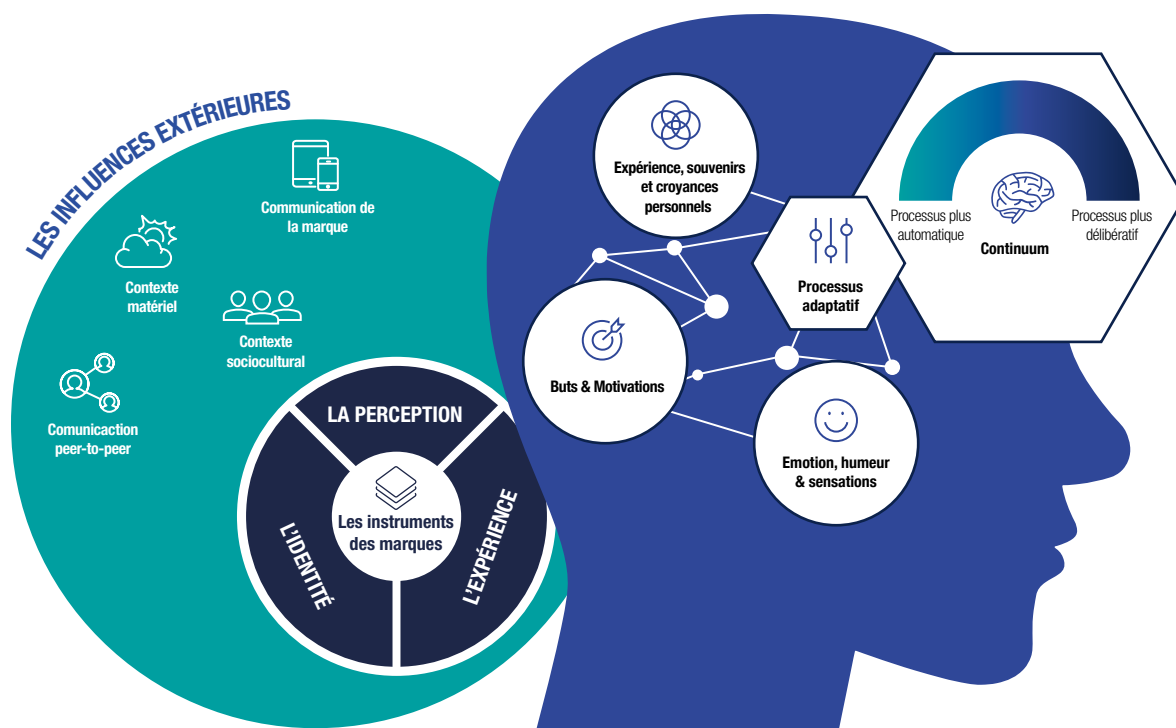 LES INFLUENCES EXTÉRIEURES
Communication de
la marque
Contexte
matériel
Contexte
socioculturel
Comunicaction
peer-to-peer
LA PERCEPTION
L'IDENTITÉ
L'EXPÉRIENCE
Les instruments
des marques
Expérience, souvenirs
et croyances
personnels
Processus
adaptatif
Buts & Motivations
Emotion, humeur
& sensations
Processus plus
automatique
Continuum
Processus plus
délibératif